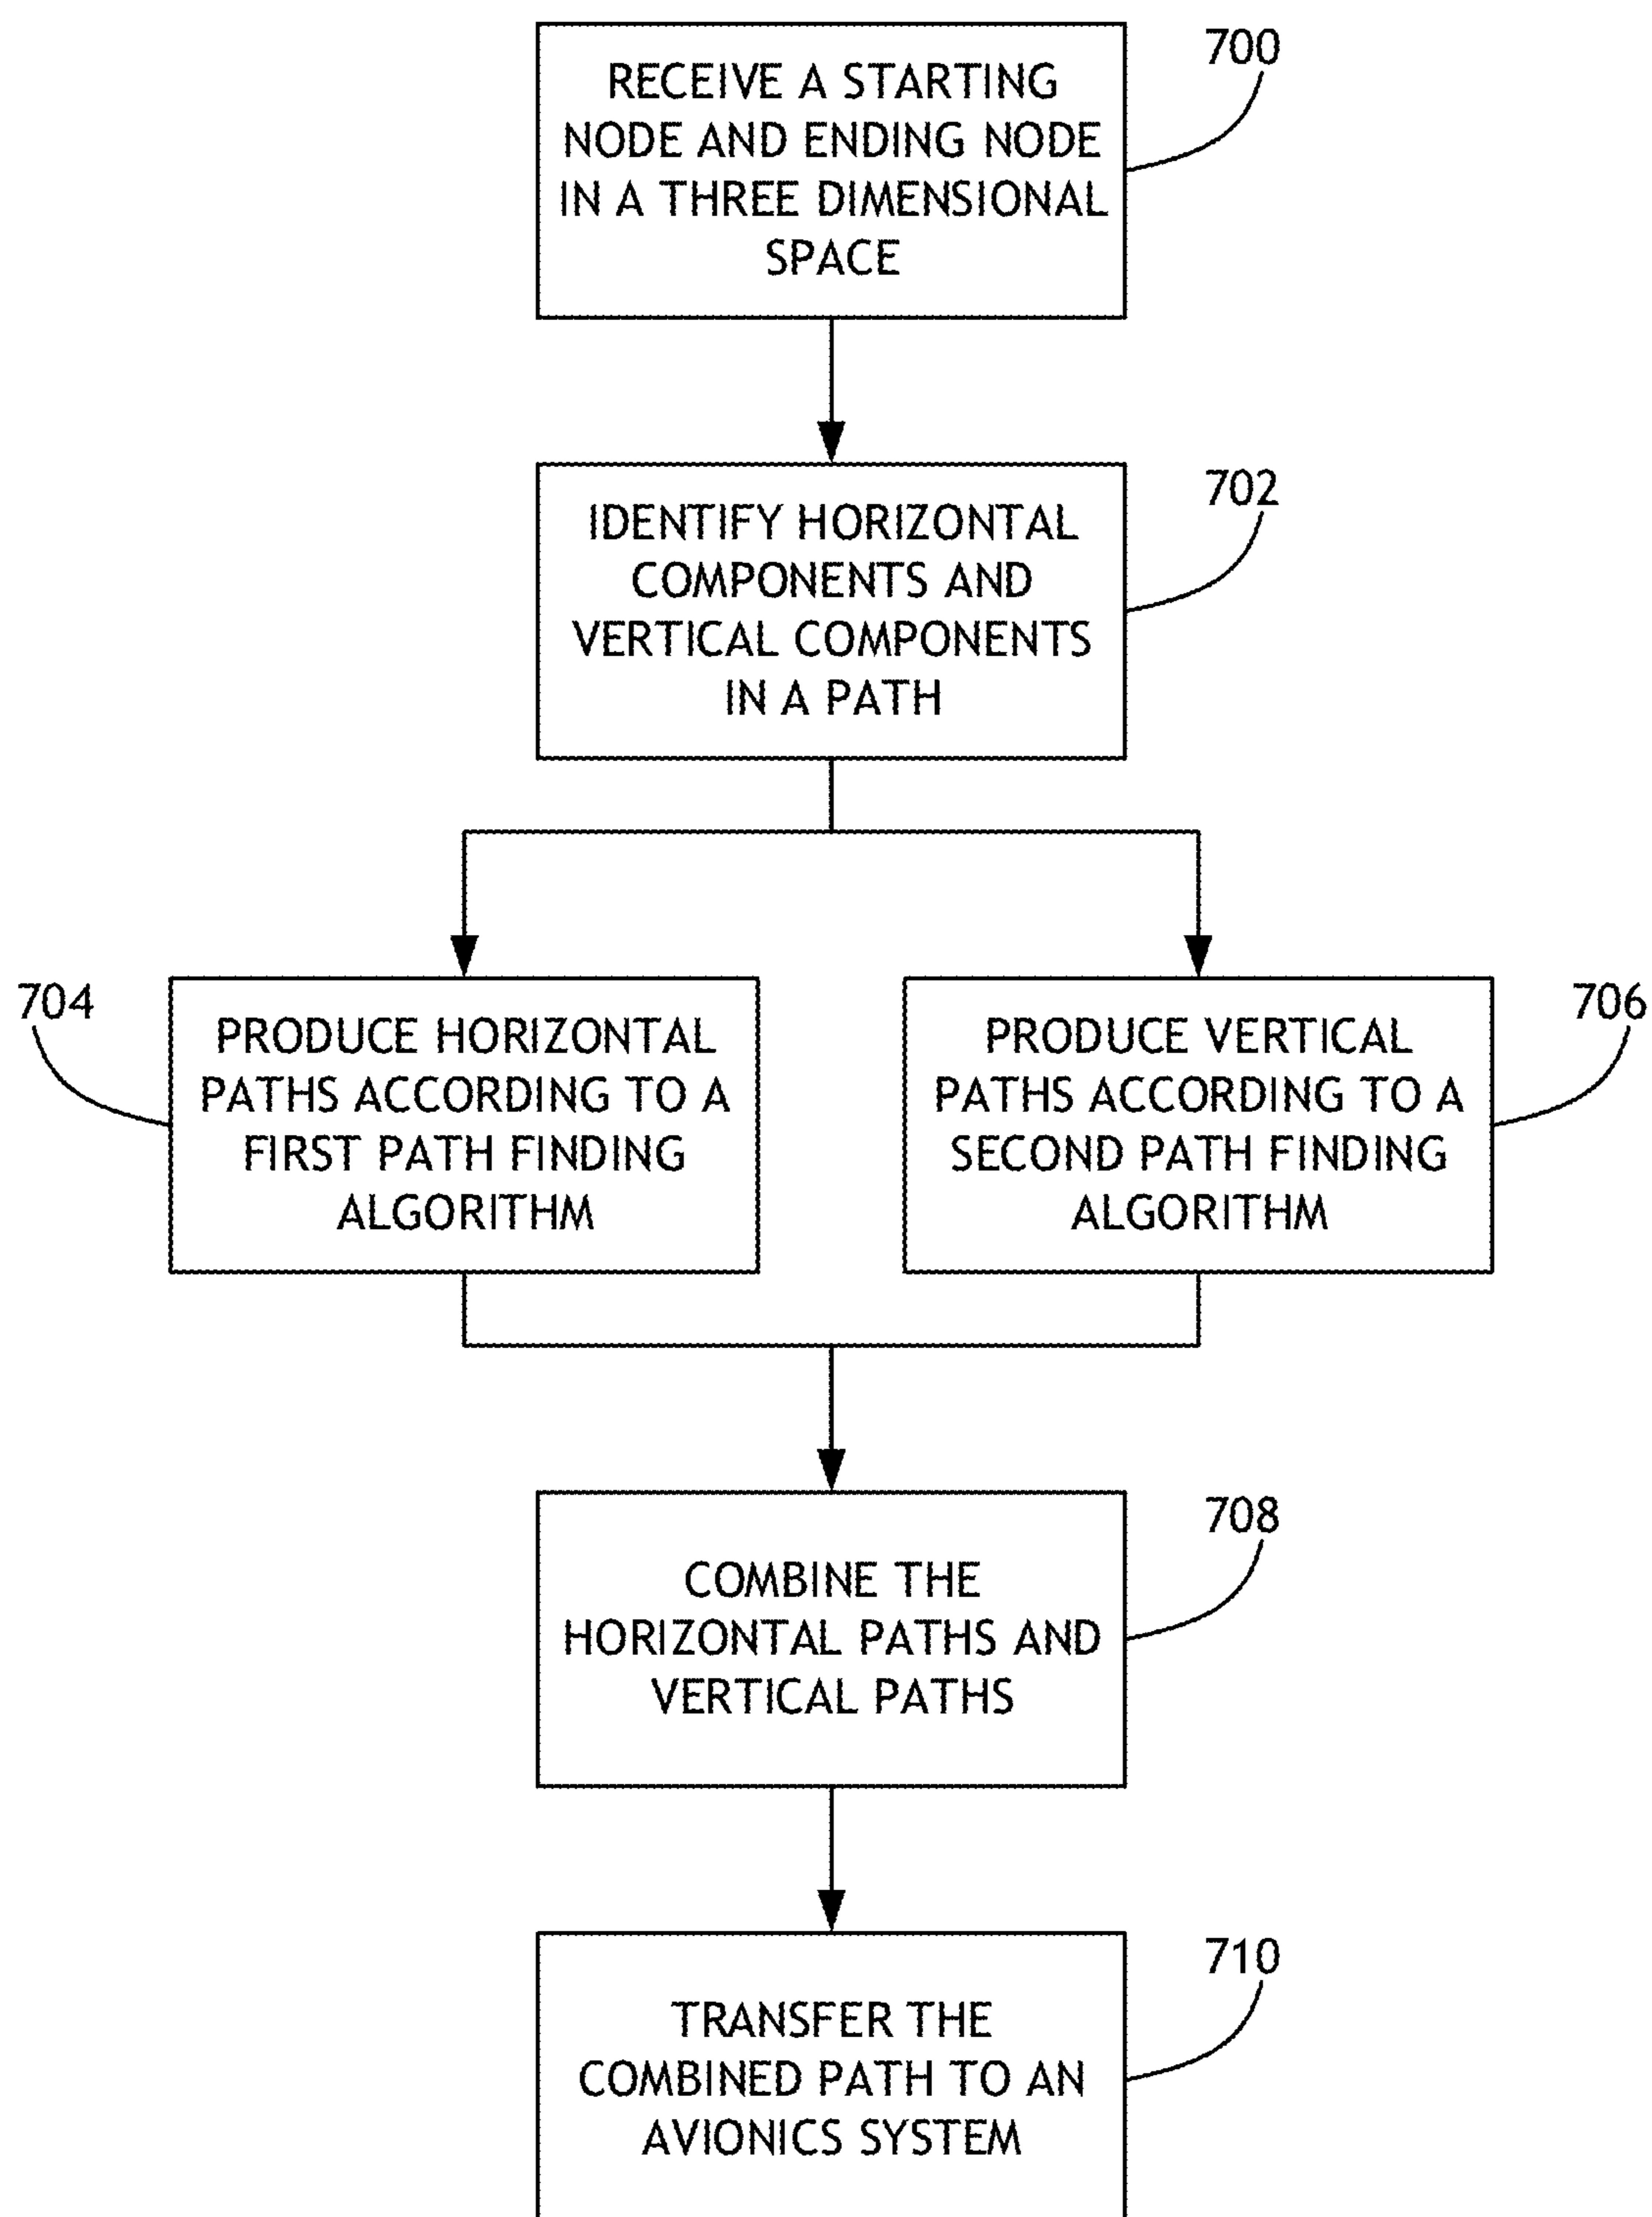 700
RECEIVE A STARTING
NODE AND ENDING NODE
IN A THREE DIMENSIONAL
SPACE
702
IDENTIFY HORIZONTAL
COMPONENTS AND
VERTICAL COMPONENTS
IN A PATH
704
PRODUCE HORIZONTAL
PATHS ACCORDING TO A
FIRST PATH FINDING
ALGORITHM
706
PRODUCE VERTICAL
PATHS ACCORDING TO A
SECOND PATH FINDING
ALGORITHM
708
COMBINE THE
HORIZONTAL PATHS AND
VERTICAL PATHS
710
TRANSFER THE
COMBINED PATH TO AN
AVIONICS SYSTEM